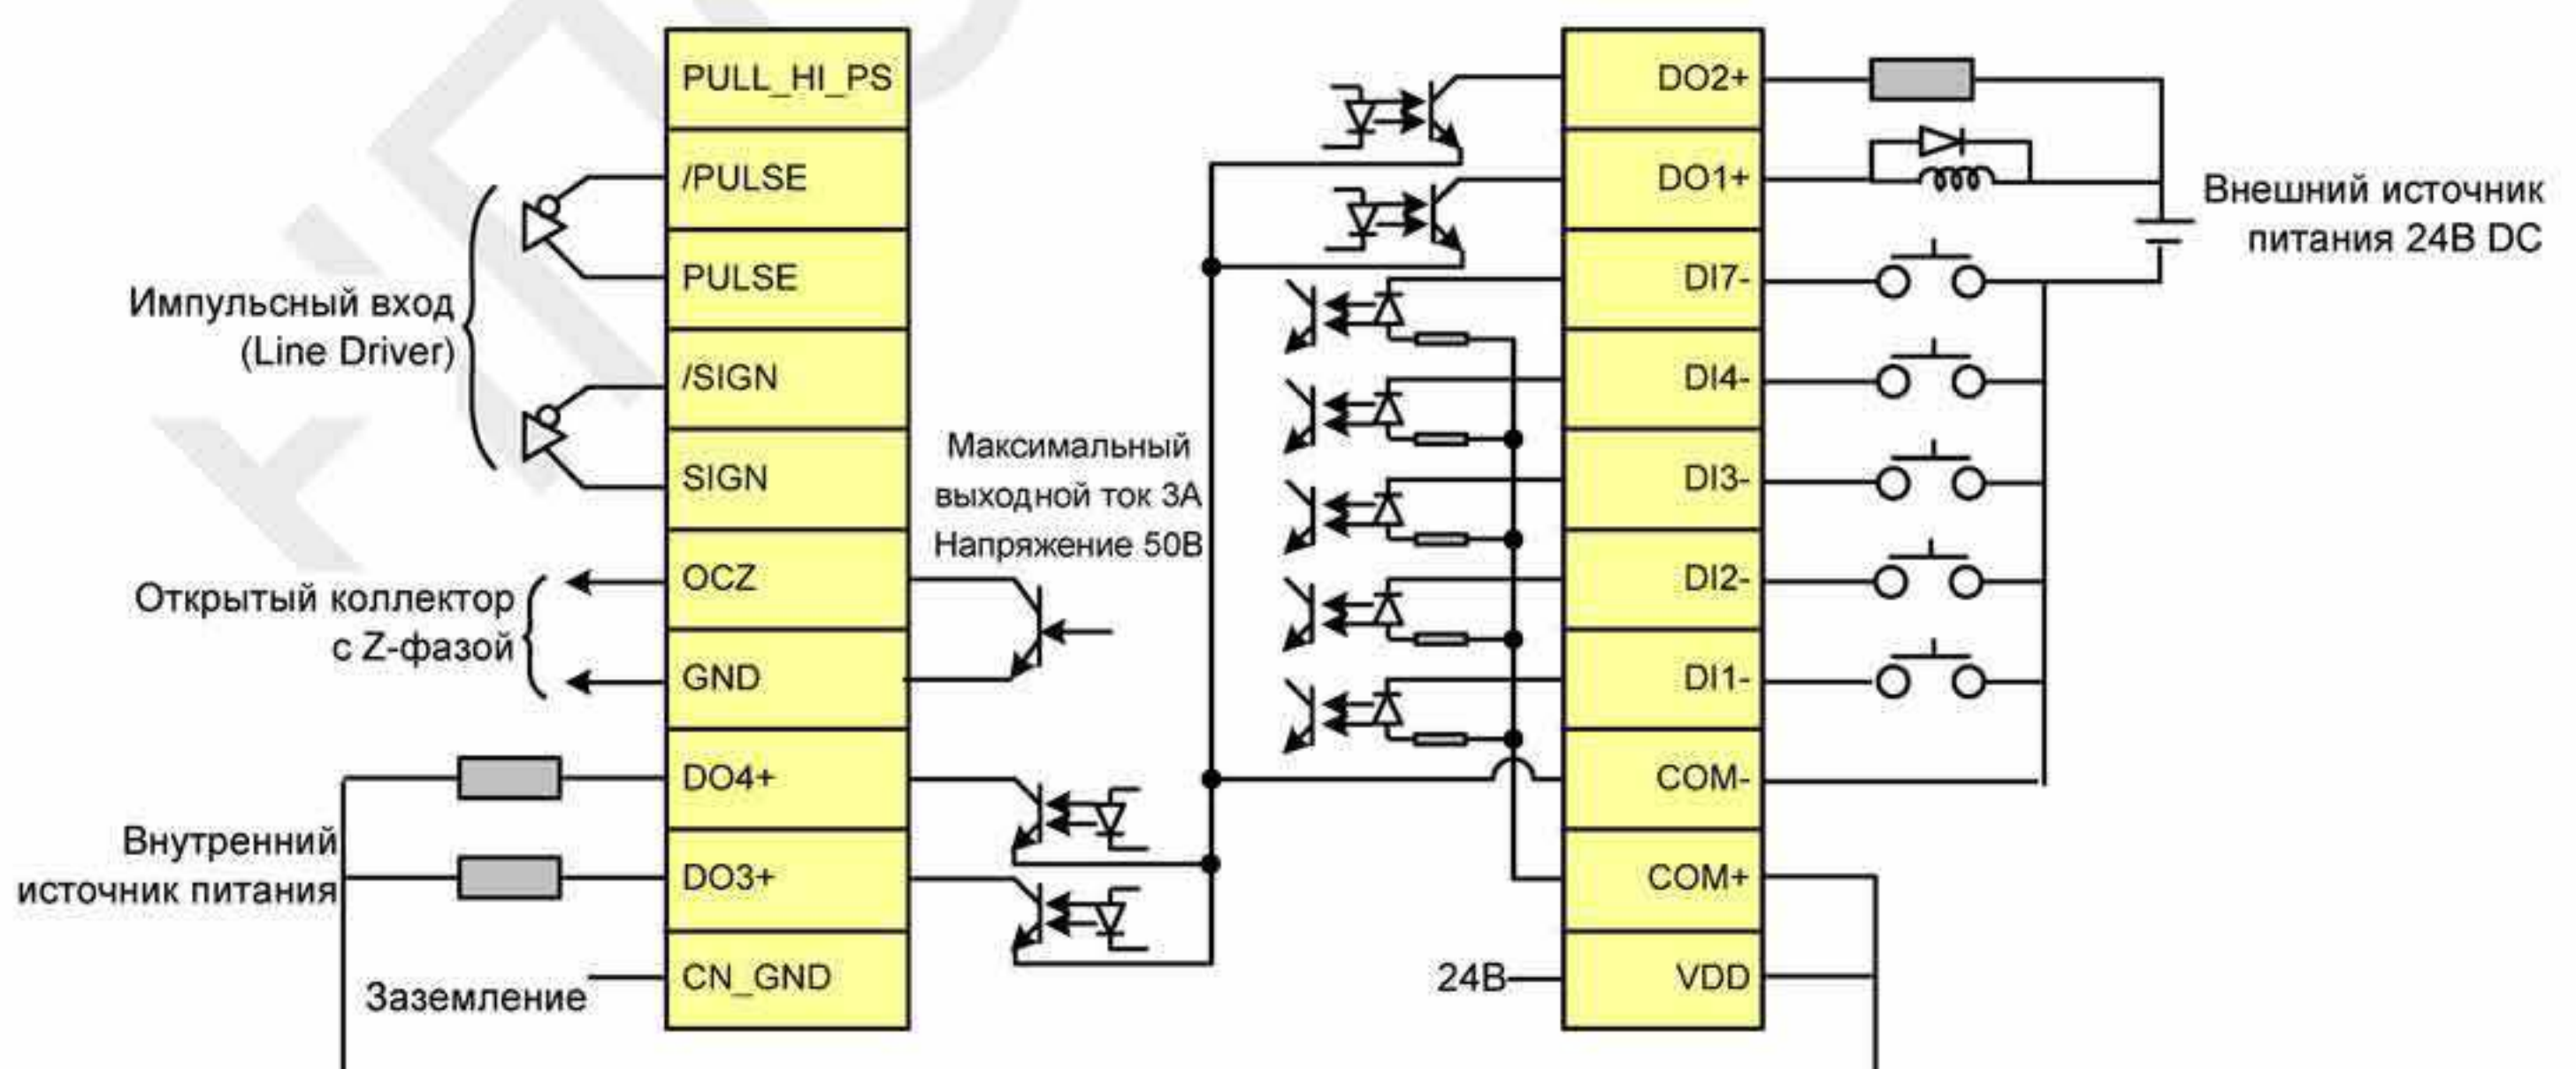 PULL_HI_PS
/PULSE
PULSE
/SIGN
SIGN
OCZ
GND
DO4+
DO3+
CN_GND
Импульсный вход
(Line Driver)
Открытый коллектор
с Z-фазой
Внутренний
источник питания
Заземление
Максимальный
выходной ток 3А
Напряжение 50В
DO2+
DO1+
DI7-
DI4-
DI3-
DI2-
DI1-
COM-
COM+
VDD
24В
Внешний источник
питания 24В DC